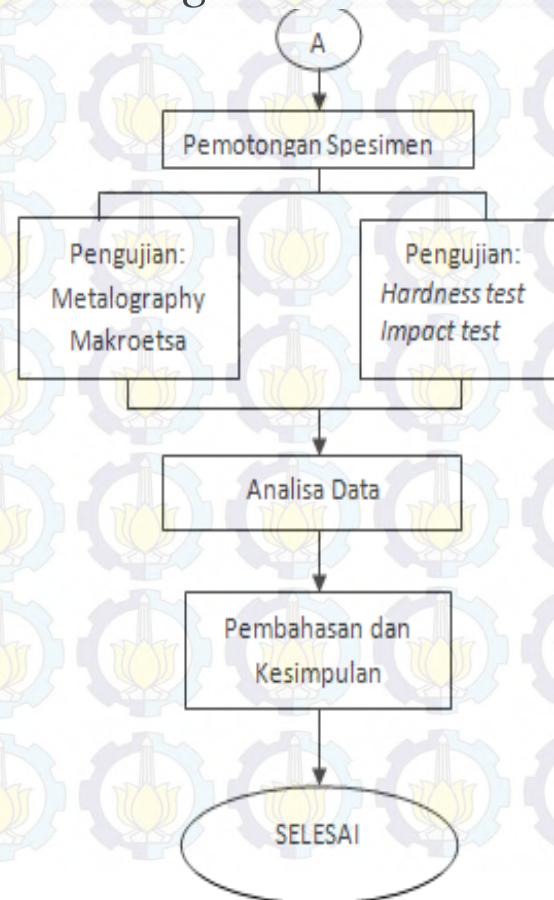 A
Pemotongan Spesimen
Pengujian:
Metalography
Makroetsa
Pengujian:
Hardness test
Impact test
Analisa Data
Pembahasan dan
Kesimpulan
SELESAI